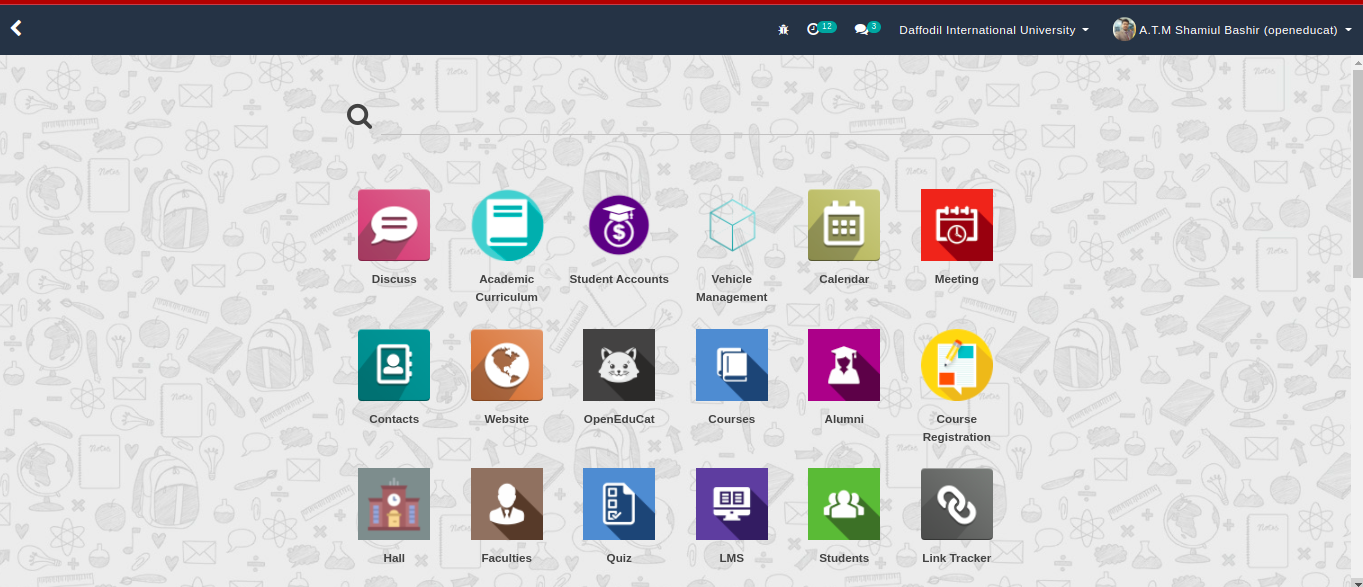 12
3
Daffodil International University
A.T.M Shamiul Bashir (openeducat)
Discuss
Academic
Curriculum
Student Accounts
Vehicle
Management
Calendar
Meeting
Contacts
Website
OpenEduCat
Courses
Alumni
Course
Registration
Hall
Faculties
Quiz
LMS
Students
Link Tracker